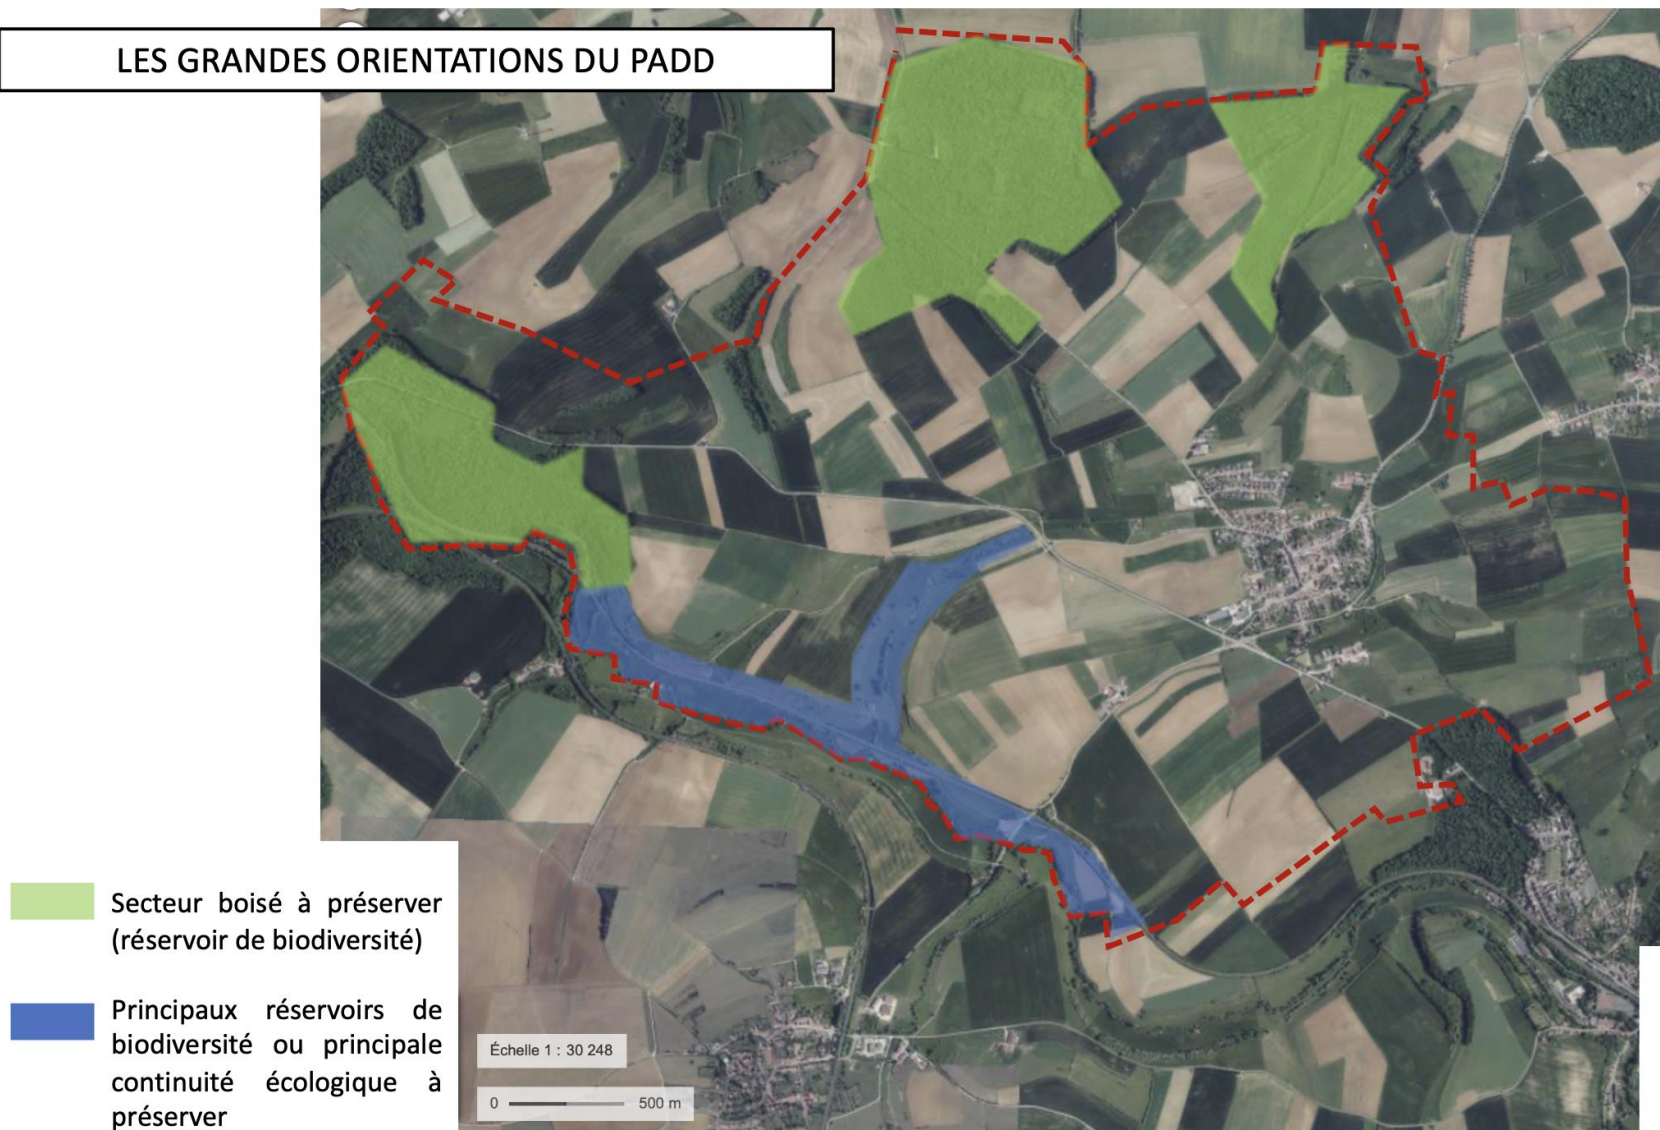 LES GRANDES ORIENTATIONS DU PADD
Secteur boisé à préserver
(réservoir de biodiversité)
Principaux réservoirs de
biodiversité ou principale
continuité écologique à
préserver
Échelle 1 : 30 248
0 500 m